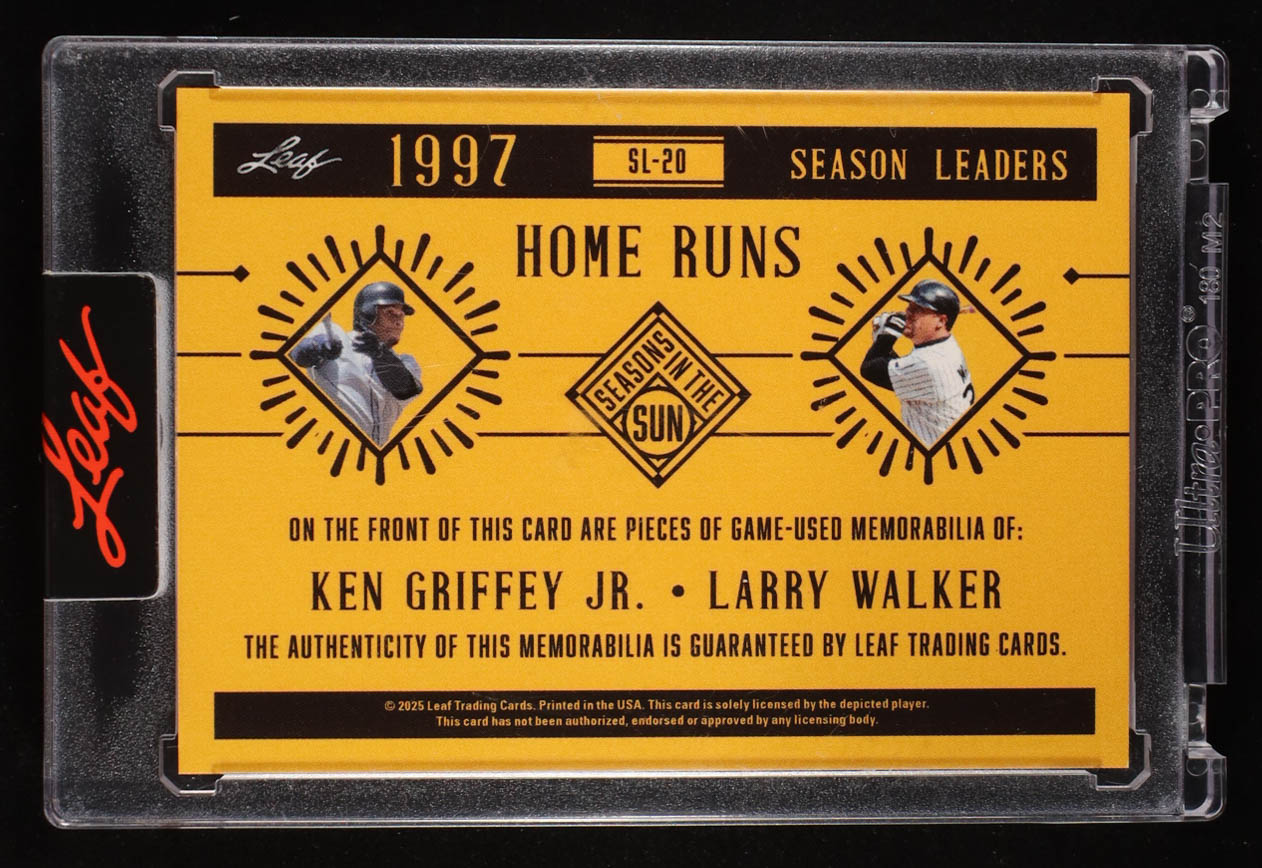 Leaf
1997
SL-20
SEASON LEADERS
HOME RUNS
SEASONS IN THE
SUN
ON THE FRONT OF THIS CARD ARE PIECES OF GAME-USED MEMORABILIA OF:
KEN GRIFFEY JR. • LARRY WALKER
THE AUTHENTICITY OF THIS MEMORABILIA IS GUARANTEED BY LEAF TRADING CARDS.
© 2025 Leaf Trading Cards. Printed in the USA. This card is solely licensed by the depicted player.
This card has not been authorized, endorsed or approved by any licensing body.
Leaf
Ultra•PRO® 180 M2